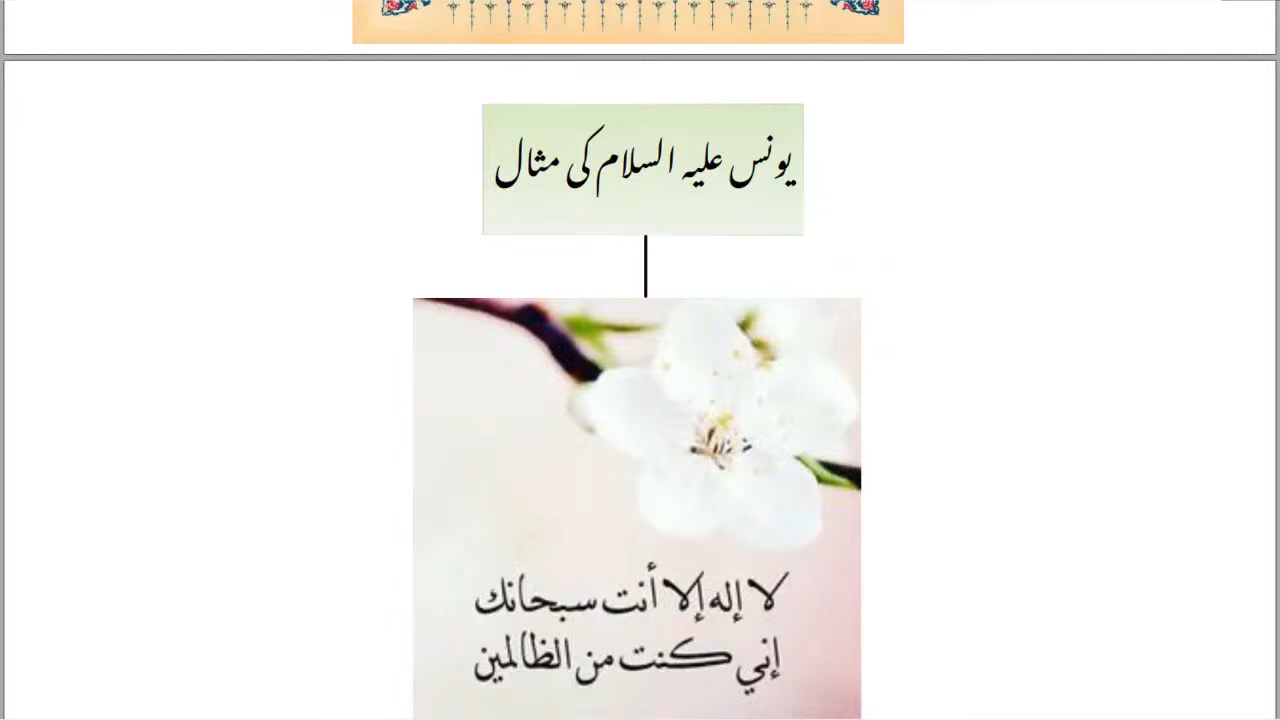 یونس علیہ السلام کی مثال
لا إله إلا أنت سبحانك
إني كنت من الظالمين